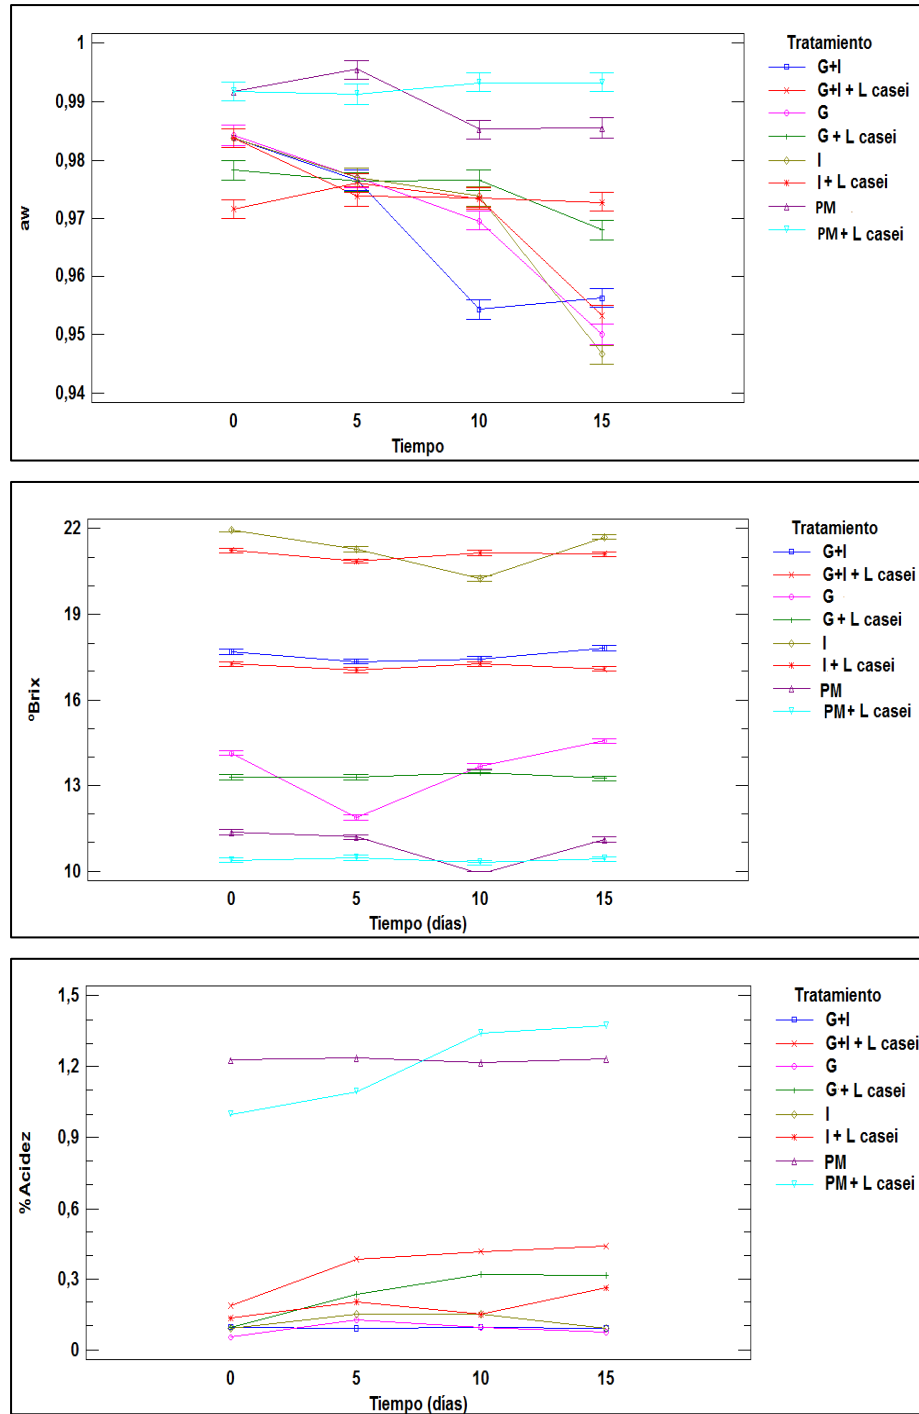 Tratamiento
G+I
G+I + L casei
G
G + L casei
I
I + L casei
PM
PM + L casei
1
0,99
0,98
0,97
0,96
0,95
0,94
aw
0 5 10 15
Tiempo
Tratamiento
G+I
G+I + L casei
G
G + L casei
I
I + L casei
PM
PM + L casei
22
19
16
13
10
ºBrix
0 5 10 15
Tiempo (días)
Tratamiento
G+I
G+I + L casei
G
G + L casei
I
I + L casei
PM
PM + L casei
1,5
1,2
0,9
0,6
0,3
0
%Acidez
0 5 10 15
Tiempo (días)